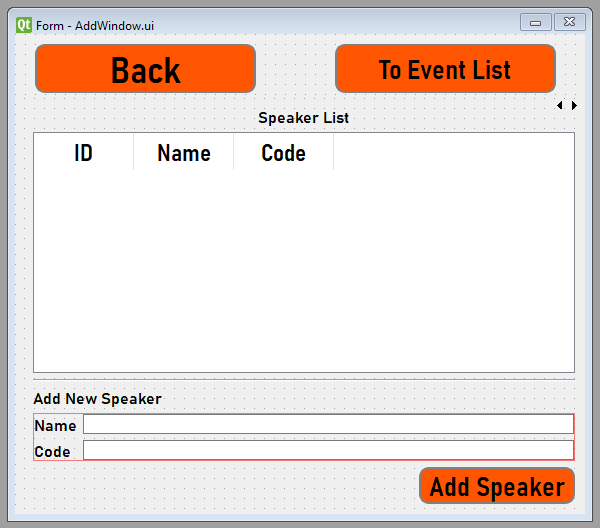 Qt Form - AddWindow.ui
Back To Event List
Speaker List
ID Name Code
Add New Speaker
Name
Code
Add Speaker